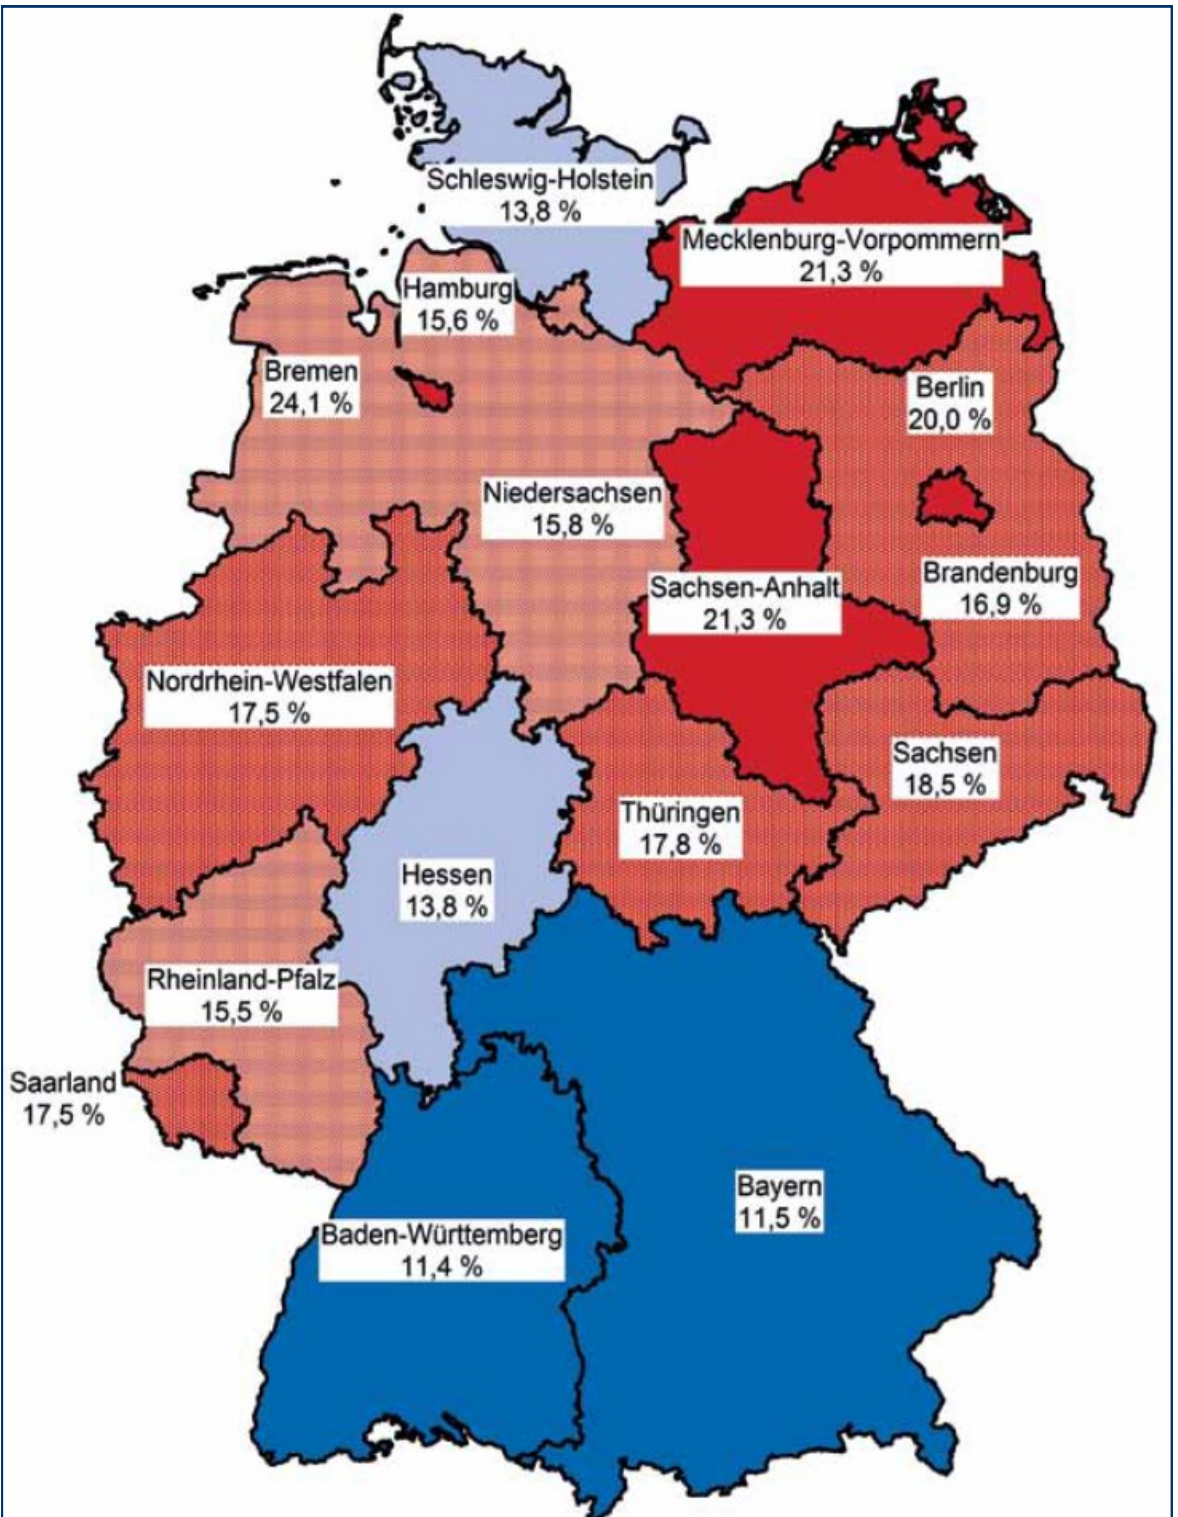 Schleswig-Holstein
13,8 %
Mecklenburg-Vorpommern
21,3 %
Hamburg
15,6 %
Bremen
24,1 %
Berlin
20,0 %
Niedersachsen
15,8 %
Sachsen-Anhalt
21,3 %
Brandenburg
16,9 %
Nordrhein-Westfalen
17,5 %
Sachsen
18,5 %
Thüringen
17,8 %
Hessen
13,8 %
Rheinland-Pfalz
15,5 %
Saarland
17,5 %
Bayern
11,5 %
Baden-Württemberg
11,4 %